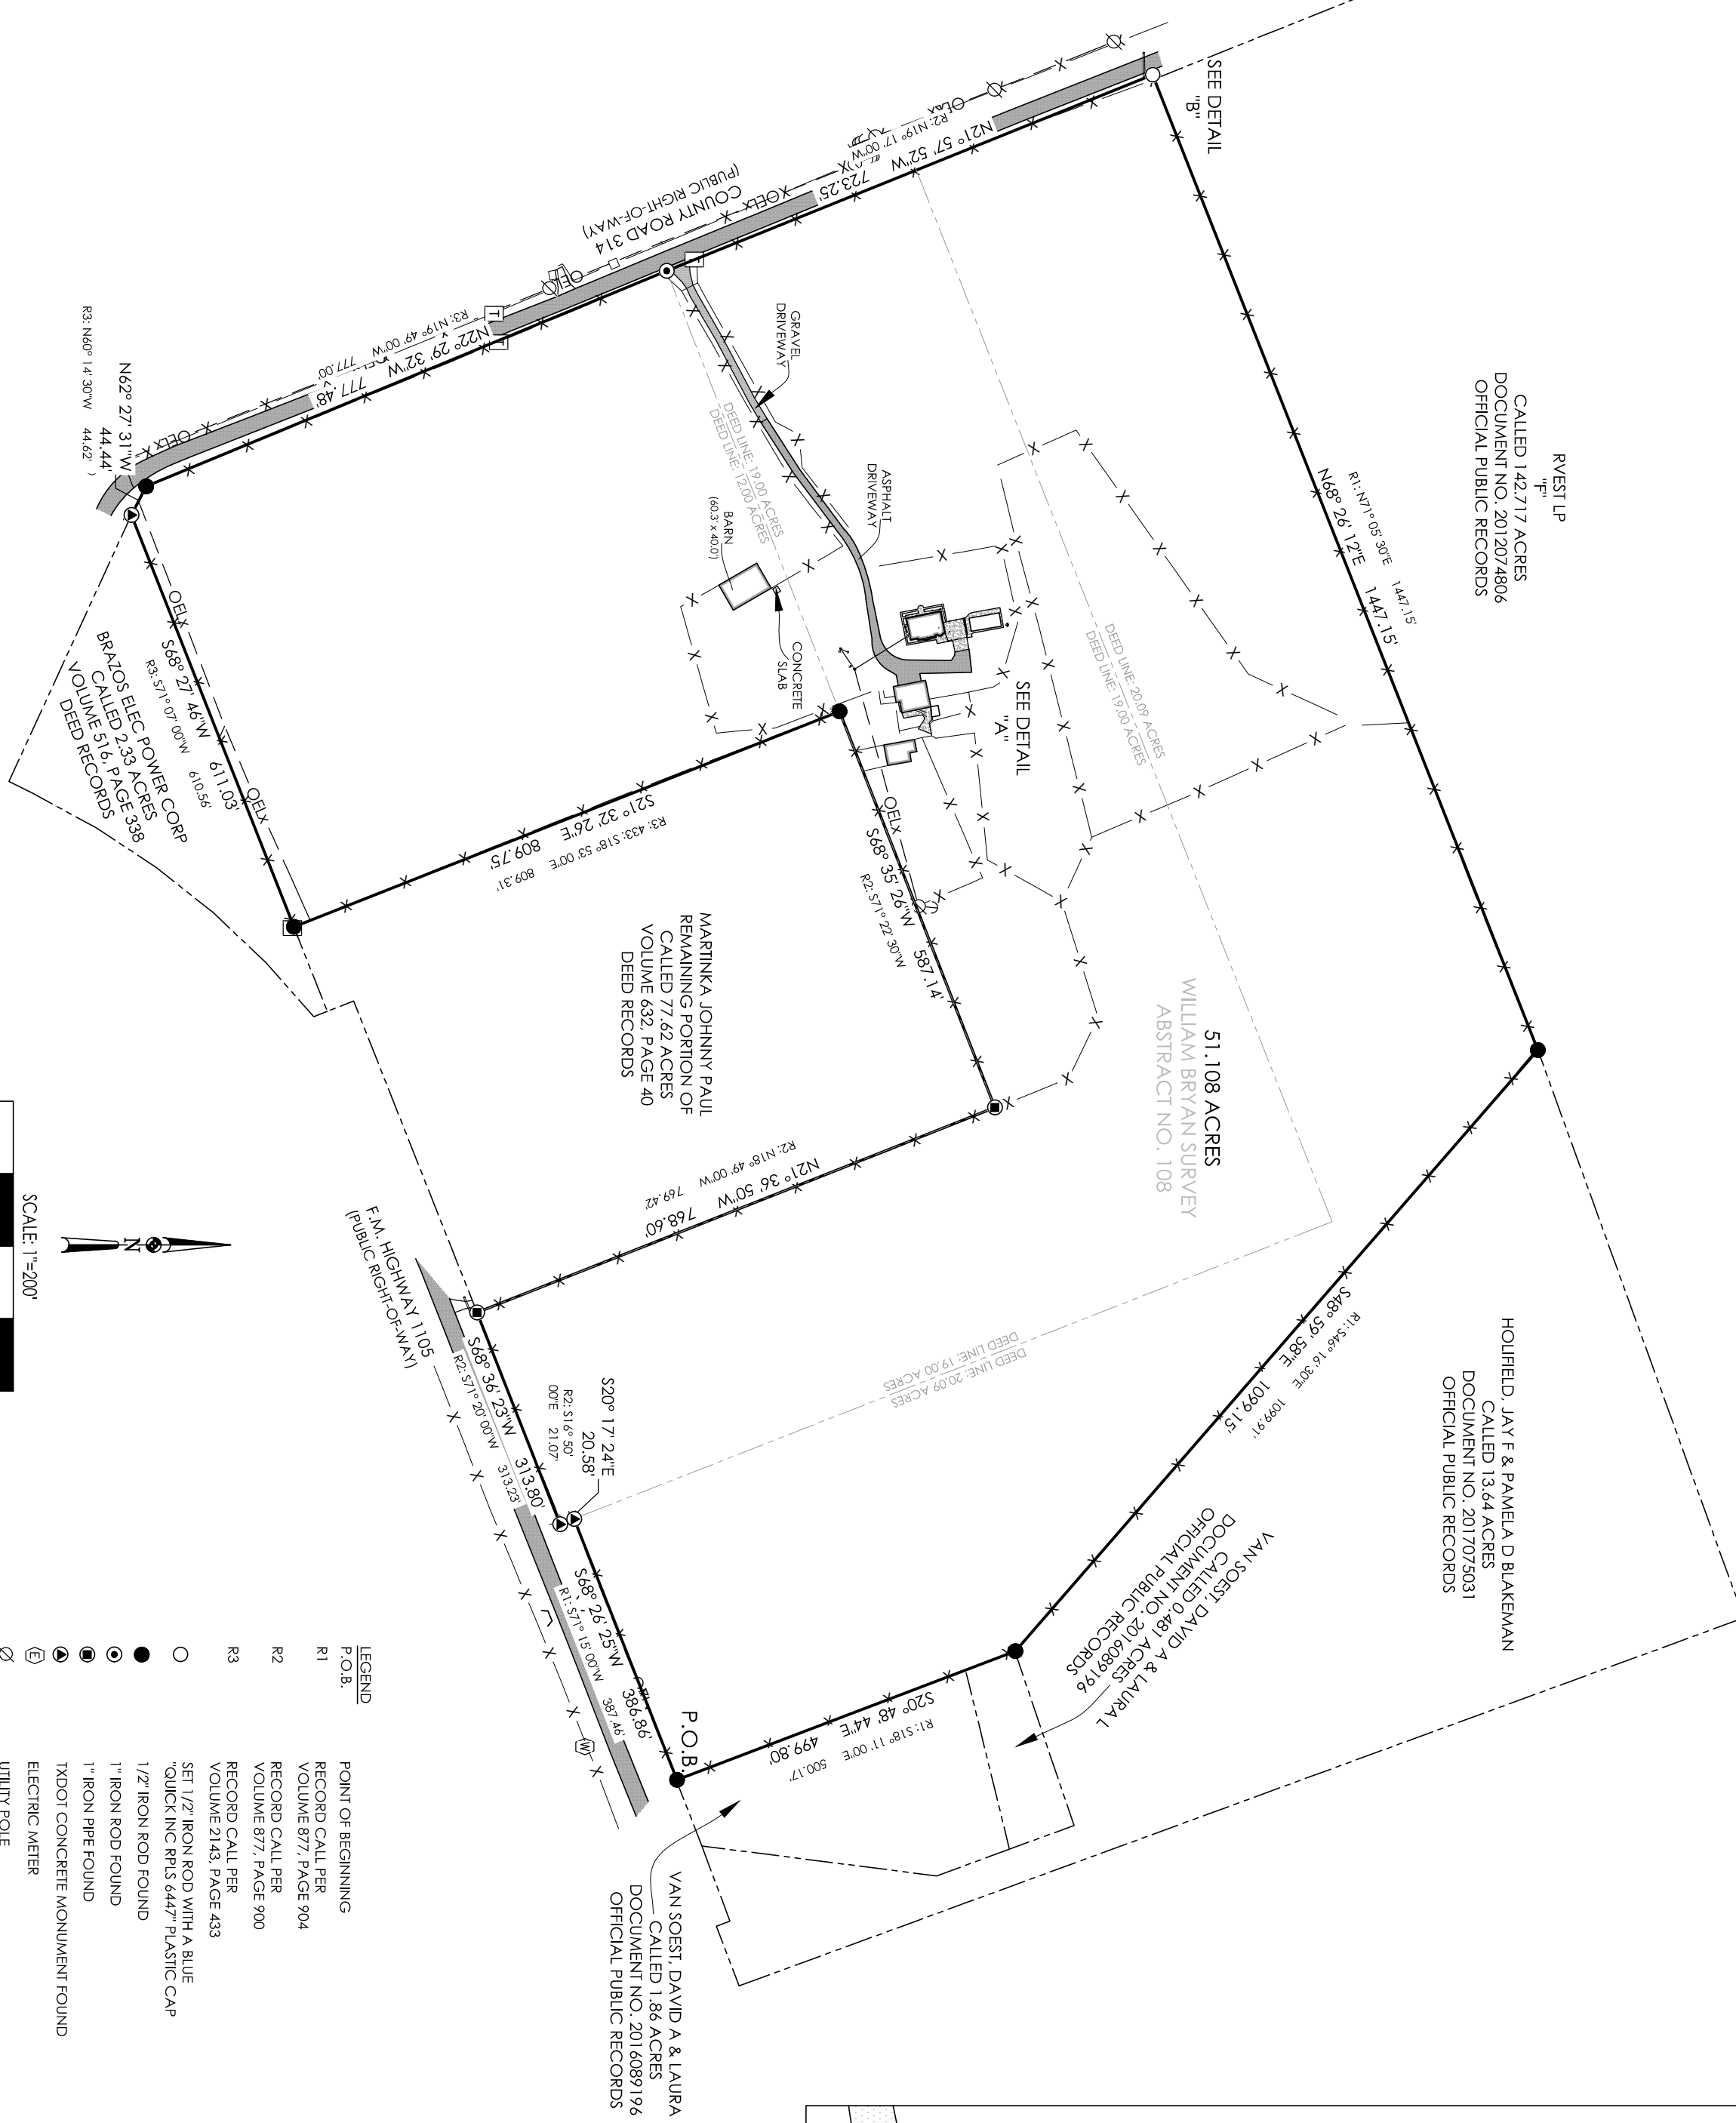 RVEST LP
"F"
CALLED 142.717 ACRES
DOCUMENT NO. 2012074806
OFFICIAL PUBLIC RECORDS
SEE DETAIL
"B"
R1: N71° 05' 30"E 1447.15'
N68° 26' 12"E 1447.15'
HOLIFIELD, JAY F & PAMELA D BLAKEMAN
CALLED 13.64 ACRES
DOCUMENT NO. 2017075031
OFFICIAL PUBLIC RECORDS
S48° 59' 58"E 1099.15'
R1: S46° 16' 30"E 1099.91'
VAN SOEST, DAVID A & LAURA L
CALLED 0.481 ACRES
DOCUMENT NO. 2016089196
OFFICIAL PUBLIC RECORDS
51.108 ACRES
WILLIAM BRYAN SURVEY
ABSTRACT NO. 108
DEED LINE: 20.09 ACRES
DEED LINE: 19.00 ACRES
R2: N19° 17' 00"W
N21° 57' 52"W 723.25'
COUNTY ROAD 314
(PUBLIC RIGHT-OF-WAY)
OELx
OELx
GRAVEL
DRIVEWAY
ASPHALT
DRIVEWAY
SEE DETAIL
"A"
DEED LINE: 19.00 ACRES
DEED LINE: 12.00 ACRES
BARN
(60.3' x 40.0')
CONCRETE
SLAB
OELx
S68° 35' 26"W 587.14'
R2: S71° 22' 30"W
T
T
R3: N19° 49' 00"W 777.00'
N22° 29' 32"W 777.48'
OELx
N62° 27' 31"W
44.44'
R3: N60° 14' 30"W 44.62'
S21° 32' 26"E 809.75'
R3: 433: S18° 53' 00"E 809.31'
MARTINKA JOHNNY PAUL
REMAINING PORTION OF
CALLED 77.62 ACRES
VOLUME 632, PAGE 40
DEED RECORDS
R2: N18° 49' 00"W 769.42'
N21° 36' 50"W 768.60'
DEED LINE: 19.00 ACRES
DEED LINE: 20.09 ACRES
OELx
OELx
S68° 27' 46"W 611.03'
R3: S71° 07' 00"W 610.56'
BRAZOS ELEC POWER CORP
CALLED 2.33 ACRES
VOLUME 516, PAGE 338
DEED RECORDS
F.M. HIGHWAY 1105
(PUBLIC RIGHT-OF-WAY)
S68° 36' 23"W 313.80'
R2: S71° 20' 00"W 313.23'
S20° 17' 24"E
20.58'
R2: S16° 50'
00"E 21.07'
S68° 26' 25"W 386.86'
R1: S71° 15' 00"W 387.46'
W
P.O.B.
S20° 48' 44"E 499.80'
R1: S18° 11' 00"E 500.17'
VAN SOEST, DAVID A & LAURA
CALLED 1.86 ACRES
DOCUMENT NO. 2016089196
OFFICIAL PUBLIC RECORDS
N
SCALE: 1"=200'
LEGEND
P.O.B. POINT OF BEGINNING
R1 RECORD CALL PER
VOLUME 877, PAGE 904
R2 RECORD CALL PER
VOLUME 877, PAGE 900
R3 RECORD CALL PER
VOLUME 2143, PAGE 433
SET 1/2" IRON ROD WITH A BLUE
"QUICK INC RPLS 6447" PLASTIC CAP
1/2" IRON ROD FOUND
1" IRON ROD FOUND
1" IRON PIPE FOUND
TXDOT CONCRETE MONUMENT FOUND
E ELECTRIC METER
UTILITY POLE